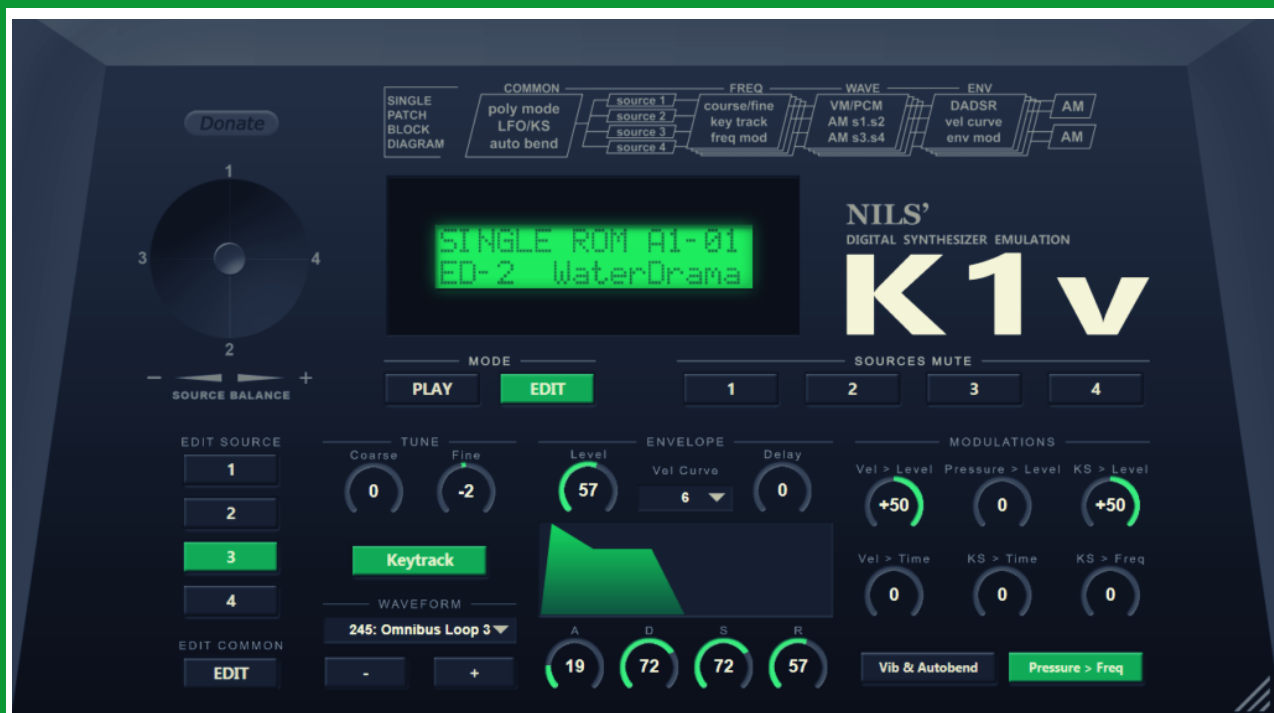 Donate
SINGLE
PATCH
BLOCK
DIAGRAM
COMMON
poly mode
LFO/KS
auto bend
source 1
source 2
source 3
source 4
FREQ
course/fine
key track
freq mod
WAVE
VM/PCM
AM s1.s2
AM s3.s4
ENV
DADSR
vel curve
env mod
AM
AM
1
3
4
2
- +
SOURCE BALANCE
SINGLE ROM A1-01
ED-2 WaterDrama
NILS'
DIGITAL SYNTHESIZER EMULATION
K1v
MODE
PLAY EDIT
SOURCES MUTE
1 2 3 4
EDIT SOURCE
1
2
3
4
EDIT COMMON
EDIT
TUNE
Coarse Fine
0 -2
Keytrack
WAVEFORM
245: Omnibus Loop 3
- +
ENVELOPE
Level Vel Curve Delay
57 6 0
A D S R
19 72 72 57
MODULATIONS
Vel > Level Pressure > Level KS > Level
+50 0 +50
Vel > Time KS > Time KS > Freq
0 0 0
Vib & Autobend Pressure > Freq